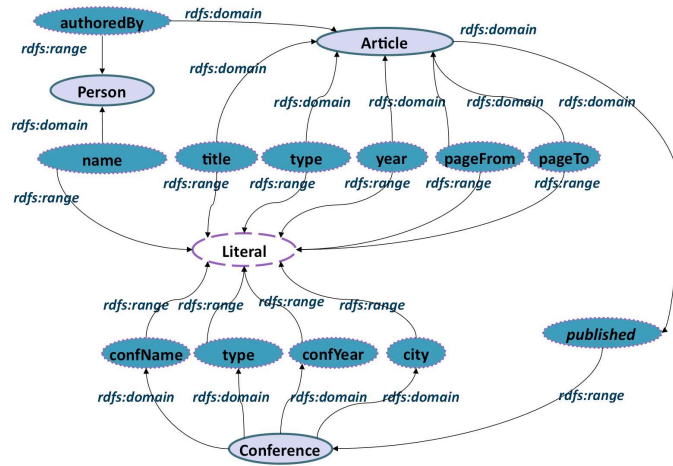 authoredBy
rdfs:domain
rdfs:domain
Article
rdfs:range
rdfs:domain
Person
rdfs:domain
rdfs:domain
rdfs:domain
rdfs:domain
rdfs:domain
name
title
type
year
pageFrom
pageTo
rdfs:range
rdfs:range
rdfs:range
rdfs:range
rdfs:range
rdfs:range
Literal
rdfs:range
rdfs:range
rdfs:range
rdfs:range
published
confName
type
confYear
city
rdfs:domain
rdfs:domain
rdfs:domain
rdfs:domain
rdfs:range
Conference